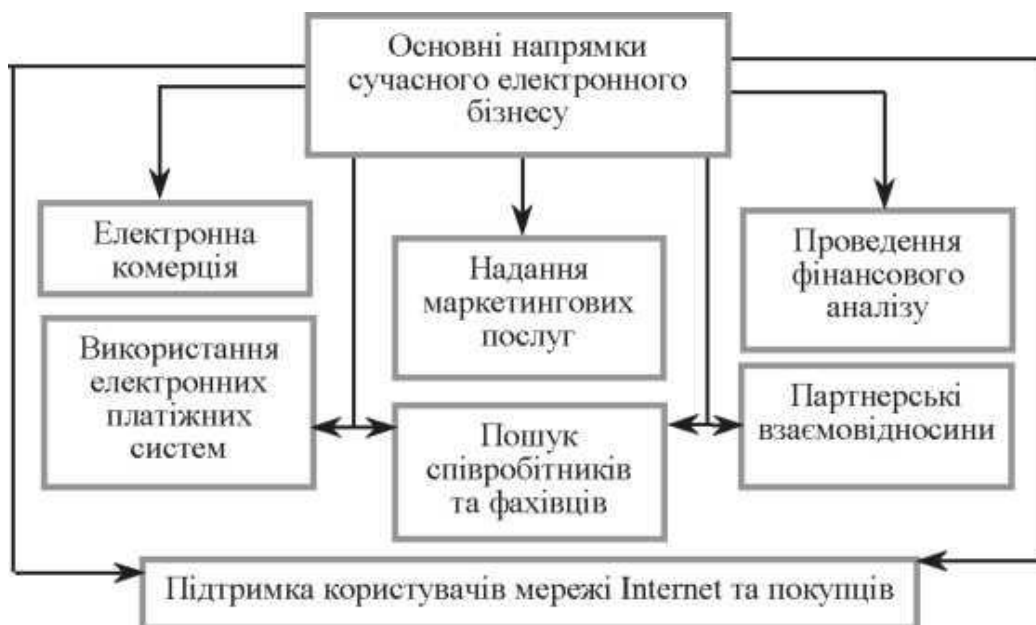 Основні напрямки
сучасного електронного
бізнесу
Електронна
комерція
Надання
маркетингових
послуг
Проведення
фінансового
аналізу
Використання
електронних
платіжних
систем
Пошук
співробітників
та фахівців
Партнерські
взаємовідносини
Підтримка користувачів мережі Internet та покупців